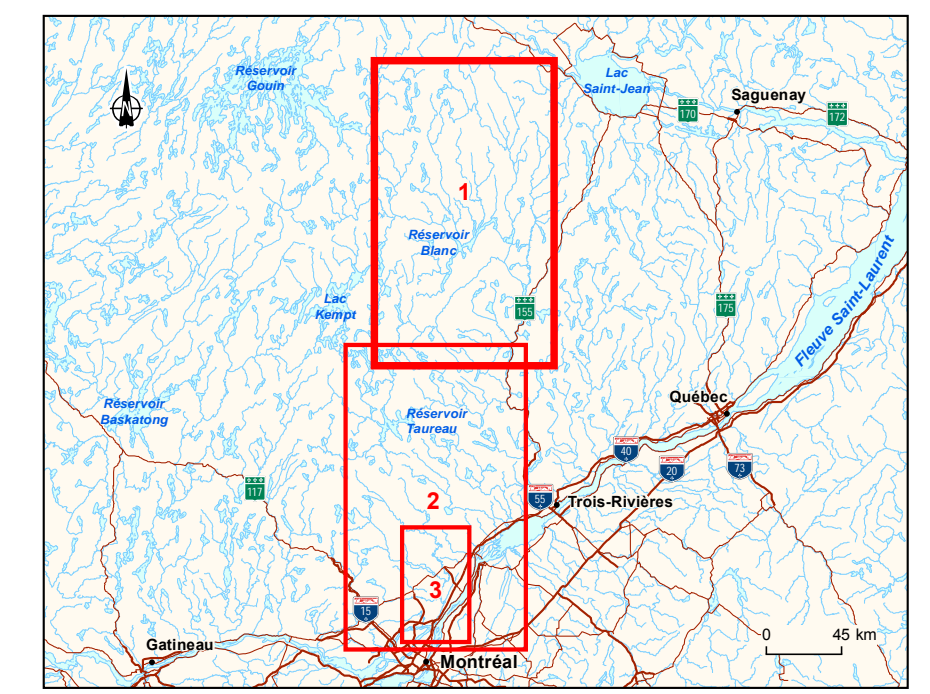 Réservoir
Gouin
Lac
Saint-Jean
Saguenay
170
172
N
1
Réservoir
Blanc
Lac
Kempt
155
175
Fleuve Saint-Laurent
Réservoir
Baskatong
Réservoir
Taureau
Québec
40
20
73
117
2
55
Trois-Rivières
3
15
0 45 km
Gatineau
Montréal